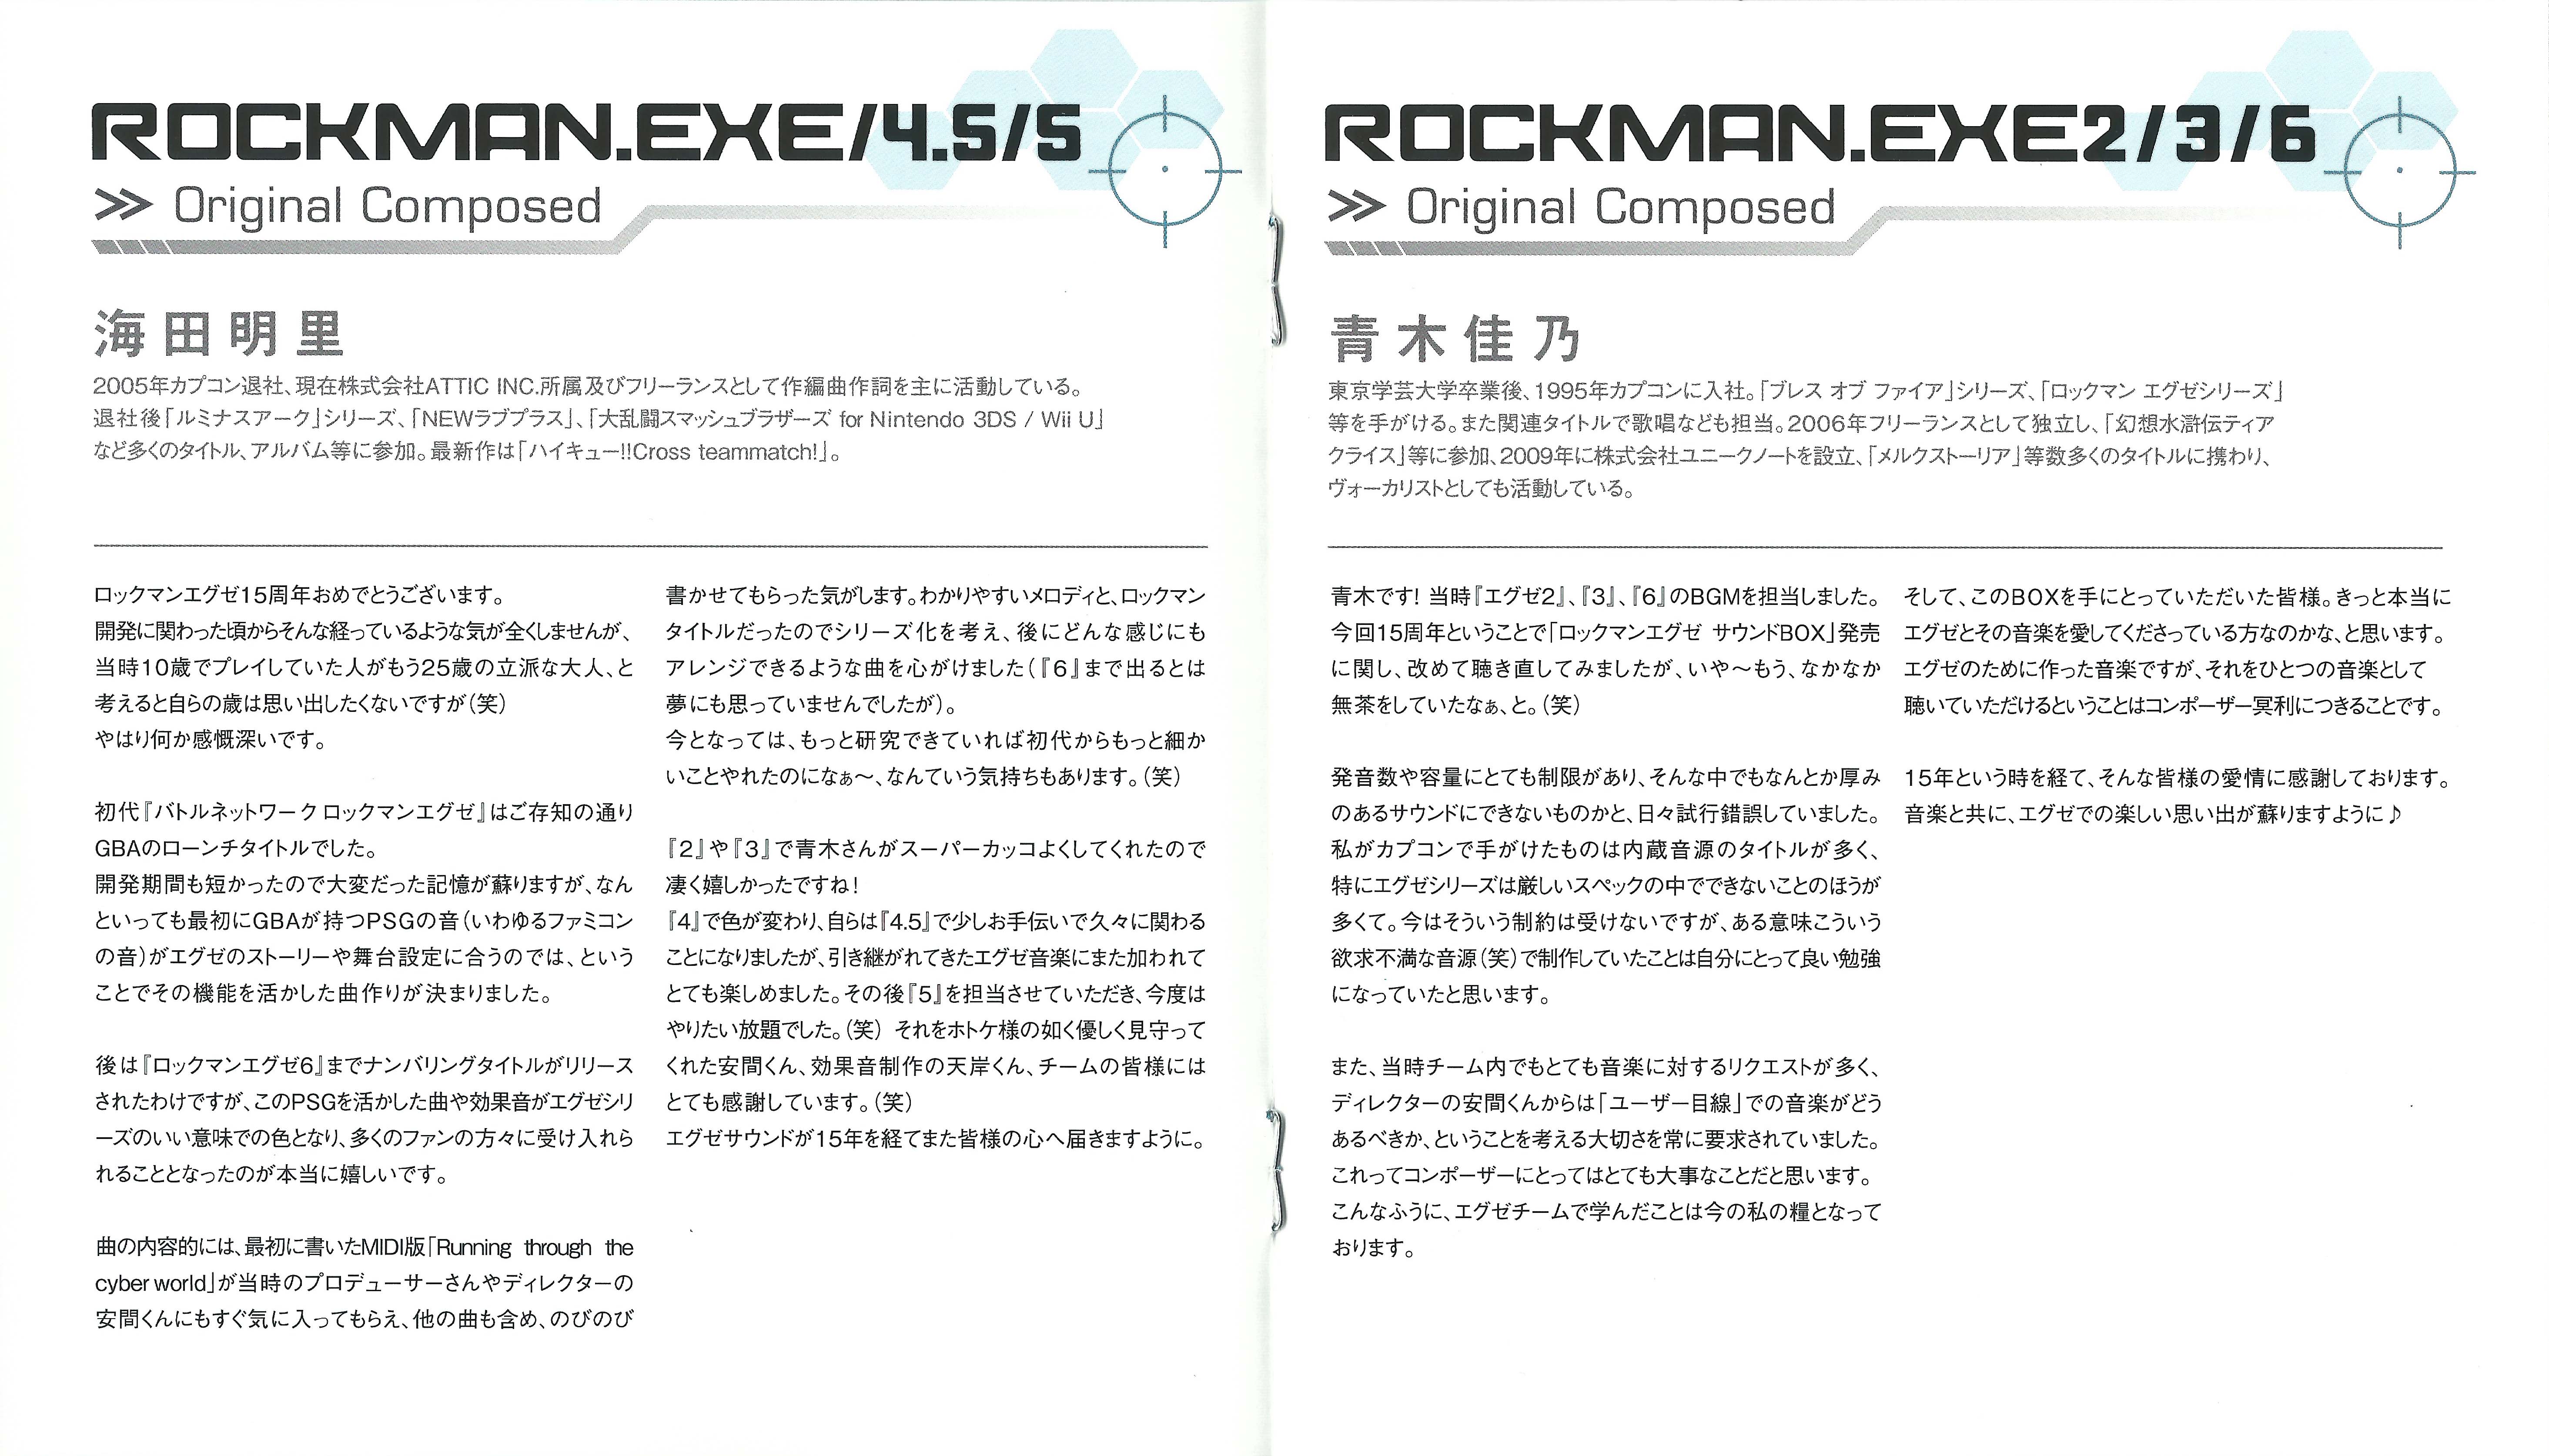 ROCKMAN.EXE/4.5/5
>> Original Composed
海田明里
2005年カプコン退社、現在株式会社ATTIC INC.所属及びフリーランスとして作編曲作詞を主に活動している。
退社後「ルミナスアーク」シリーズ、「NEWラブプラス」、「大乱闘スマッシュブラザーズ for Nintendo 3DS / Wii U」
など多くのタイトル、アルバム等に参加。最新作は「ハイキュー!!Cross teammatch!」。
ロックマンエグゼ15周年おめでとうございます。
開発に関わった頃からそんな経っているような気が全くしませんが、
当時10歳でプレイしていた人がもう25歳の立派な大人、と
考えると自らの歳は思い出したくないですが(笑)
やはり何か感慨深いです。
初代『バトルネットワーク ロックマンエグゼ』はご存知の通り
GBAのローンチタイトルでした。
開発期間も短かったので大変だった記憶が蘇りますが、なん
といっても最初にGBAが持つPSGの音(いわゆるファミコン
の音)がエグゼのストーリーや舞台設定に合うのでは、という
ことでその機能を活かした曲作りが決まりました。
後は『ロックマンエグゼ6』までナンバリングタイトルがリリース
されたわけですが、このPSGを活かした曲や効果音がエグゼシリ
ーズのいい意味での色となり、多くのファンの方々に受け入れら
れることとなったのが本当に嬉しいです。
曲の内容的には、最初に書いたMIDI版「Running through the
cyber world」が当時のプロデューサーさんやディレクターの
安間くんにもすぐ気に入ってもらえ、他の曲も含め、のびのび
書かせてもらった気がします。わかりやすいメロディと、ロックマン
タイトルだったのでシリーズ化を考え、後にどんな感じにも
アレンジできるような曲を心がけました(『6』まで出るとは
夢にも思っていませんでしたが)。
今となっては、もっと研究できていれば初代からもっと細か
いことやれたのになぁ〜、なんていう気持ちもあります。(笑)
『2』や『3』で青木さんがスーパーカッコよくしてくれたので
凄く嬉しかったですね!
『4』で色が変わり、自らは『4.5』で少しお手伝いで久々に関わる
ことになりましたが、引き継がれてきたエグゼ音楽にまた加われて
とても楽しめました。その後『5』を担当させていただき、今度は
やりたい放題でした。(笑) それをホトケ様の如く優しく見守って
くれた安間くん、効果音制作の天岸くん、チームの皆様には
とても感謝しています。(笑)
エグゼサウンドが15年を経てまた皆様の心へ届きますように。
ROCKMAN.EXE2/3/6
>> Original Composed
青木佳乃
東京学芸大学卒業後、1995年カプコンに入社。「ブレス オブ ファイア」シリーズ、「ロックマン エグゼシリーズ」
等を手がける。また関連タイトルで歌唱なども担当。2006年フリーランスとして独立し、「幻想水滸伝ティア
クライス」等に参加、2009年に株式会社ユニークノートを設立、「メルクストーリア」等数多くのタイトルに携わり、
ヴォーカリストとしても活動している。
青木です! 当時『エグゼ2』、『3』、『6』のBGMを担当しました。
今回15周年ということで「ロックマンエグゼ サウンドBOX」発売
に関し、改めて聴き直してみましたが、いや〜もう、なかなか
無茶をしていたなぁ、と。(笑)
発音数や容量にとても制限があり、そんな中でもなんとか厚み
のあるサウンドにできないものかと、日々試行錯誤していました。
私がカプコンで手がけたものは内蔵音源のタイトルが多く、
特にエグゼシリーズは厳しいスペックの中でできないことのほうが
多くて。今はそういう制約は受けないですが、ある意味こういう
欲求不満な音源(笑)で制作していたことは自分にとって良い勉強
になっていたと思います。
また、当時チーム内でもとても音楽に対するリクエストが多く、
ディレクターの安間くんからは「ユーザー目線」での音楽がどう
あるべきか、ということを考える大切さを常に要求されていました。
これってコンポーザーにとってはとても大事なことだと思います。
こんなふうに、エグゼチームで学んだことは今の私の糧となって
おります。
そして、このBOXを手にとっていただいた皆様。きっと本当に
エグゼとその音楽を愛してくださっている方なのかな、と思います。
エグゼのために作った音楽ですが、それをひとつの音楽として
聴いていただけるということはコンポーザー冥利につきることです。
15年という時を経て、そんな皆様の愛情に感謝しております。
音楽と共に、エグゼでの楽しい思い出が蘇りますように♪